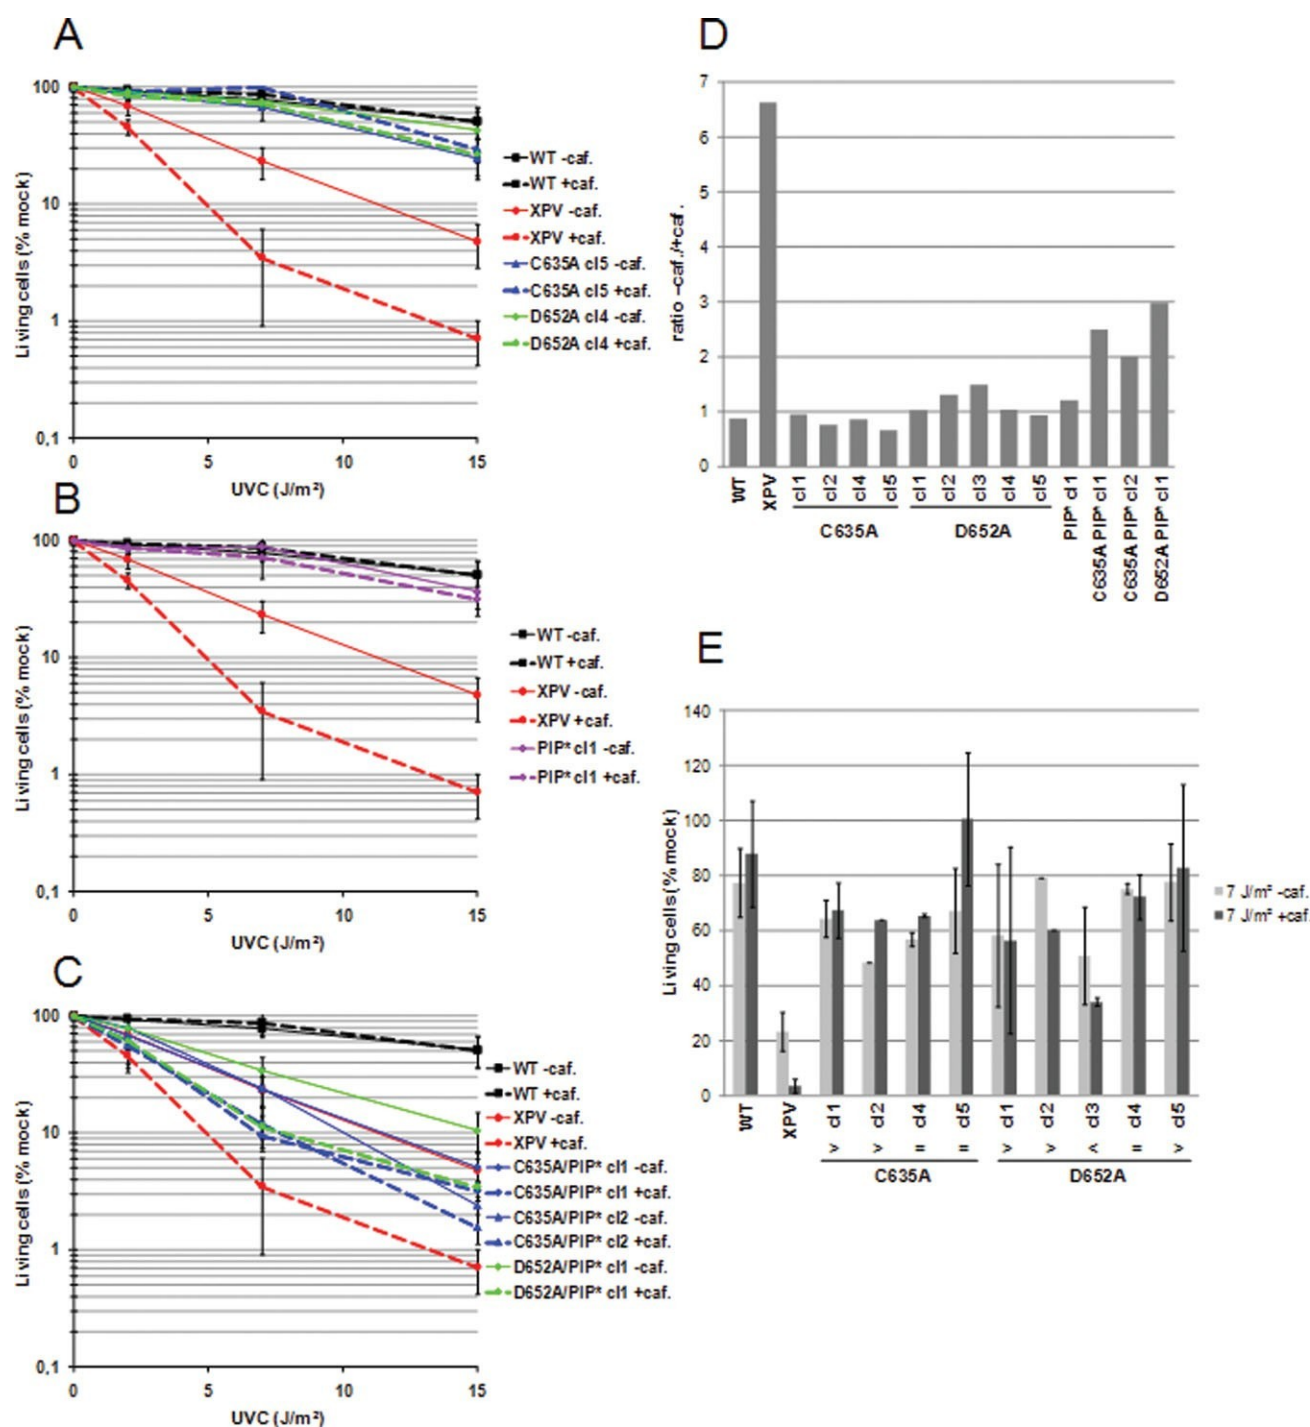 A
Living cells (% mock)
100
10
1
0,1
0 5 10 15
UVC (J/m²)
WT -caf.
WT +caf.
XPV -caf.
XPV +caf.
C635A cl5 -caf.
C635A cl5 +caf.
D652A cl4 -caf.
D652A cl4 +caf.
B
Living cells (% mock)
100
10
1
0,1
0 5 10 15
UVC (J/m²)
WT -caf.
WT +caf.
XPV -caf.
XPV +caf.
PIP* cl1 -caf.
PIP* cl1 +caf.
C
Living cells (% mock)
100
10
1
0,1
0 5 10 15
UVC (J/m²)
WT -caf.
WT +caf.
XPV -caf.
XPV +caf.
C635A/PIP* cl1 -caf.
C635A/PIP* cl1 +caf.
C635A/PIP* cl2 -caf.
C635A/PIP* cl2 +caf.
D652A/PIP* cl1 -caf.
D652A/PIP* cl1 +caf.
D
ratio -caf./+caf.
7
6
5
4
3
2
1
0
WT XPV cl1 cl2 cl4 cl5 cl1 cl2 cl3 cl4 cl5 PIP* cl1 C635A PIP* cl1 C635A PIP* cl2 D652A PIP* cl1
C635A D652A
E
Living cells (% mock)
140
120
100
80
60
40
20
0
7 J/m² -caf.
7 J/m² +caf.
WT XPV cl1 cl2 cl4 cl5 cl1 cl2 cl3 cl4 cl5
> > = = > > < = >
C635A D652A